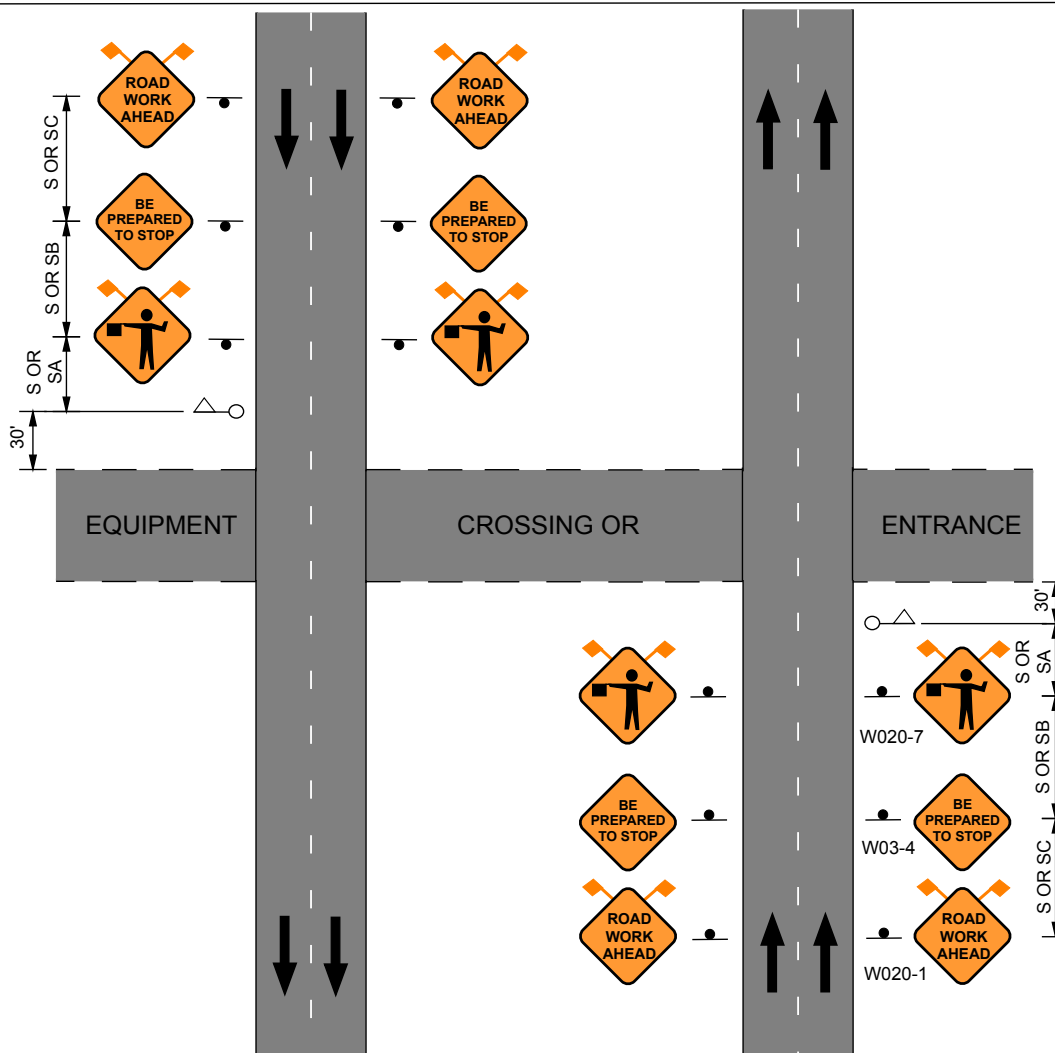 ROAD
WORK
AHEAD
ROAD
WORK
AHEAD
S OR SC
BE
PREPARED
TO STOP
BE
PREPARED
TO STOP
S OR SB
S OR
SA
30'
EQUIPMENT
CROSSING OR
ENTRANCE
30'
S OR
SA
W020-7
S OR SB
BE
PREPARED
TO STOP
BE
PREPARED
TO STOP
W03-4
S OR SC
ROAD
WORK
AHEAD
ROAD
WORK
AHEAD
W020-1